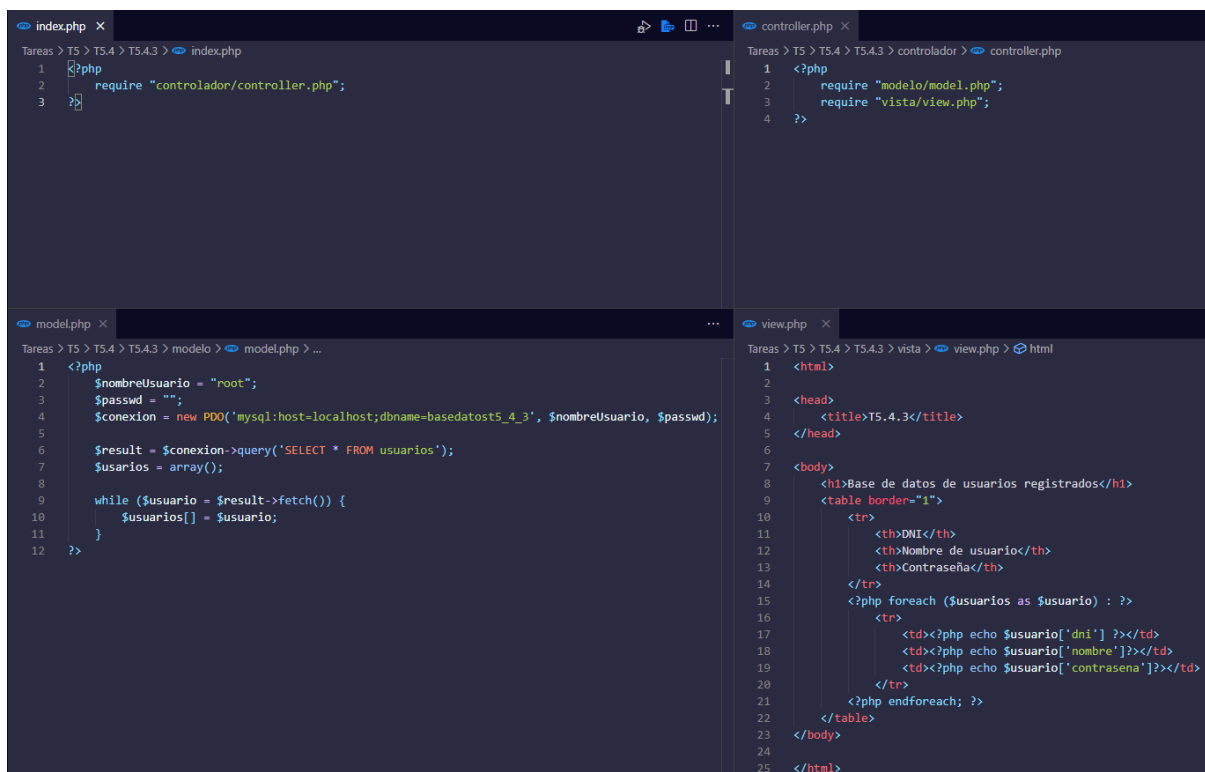 index.php
Tareas > T5 > T5.4 > T5.4.3 > index.php
1 <?php
2 require "controlador/controller.php";
3 ?>
controller.php
Tareas > T5 > T5.4 > T5.4.3 > controlador > controller.php
1 <?php
2 require "modelo/model.php";
3 require "vista/view.php";
4 ?>
model.php
Tareas > T5 > T5.4 > T5.4.3 > modelo > model.php > ...
1 <?php
2 $nombreUsuario = "root";
3 $passwd = "";
4 $conexion = new PDO('mysql:host=localhost;dbname=basedatost5_4_3', $nombreUsuario, $passwd);
5
6 $result = $conexion->query('SELECT * FROM usuarios');
7 $usarios = array();
8
9 while ($usuario = $result->fetch()) {
10 $usuarios[] = $usuario;
11 }
12 ?>
view.php
Tareas > T5 > T5.4 > T5.4.3 > vista > view.php > html
1 <html>
2
3 <head>
4 <title>T5.4.3</title>
5 </head>
6
7 <body>
8 <h1>Base de datos de usuarios registrados</h1>
9 <table border="1">
10 <tr>
11 <th>DNI</th>
12 <th>Nombre de usuario</th>
13 <th>Contraseña</th>
14 </tr>
15 <?php foreach ($usuarios as $usuario) : ?>
16 <tr>
17 <td><?php echo $usuario['dni'] ?></td>
18 <td><?php echo $usuario['nombre']?></td>
19 <td><?php echo $usuario['contrasena']?></td>
20 </tr>
21 <?php endforeach; ?>
22 </table>
23 </body>
24
25 </html>